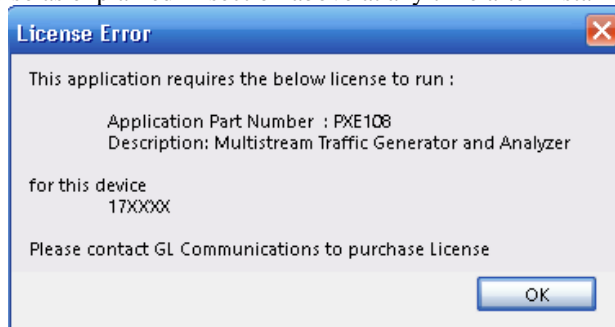 License Error
This application requires the below license to run :
Application Part Number : PXE108
Description: Multistream Traffic Generator and Analyzer
for this device
17XXXX
Please contact GL Communications to purchase License
OK